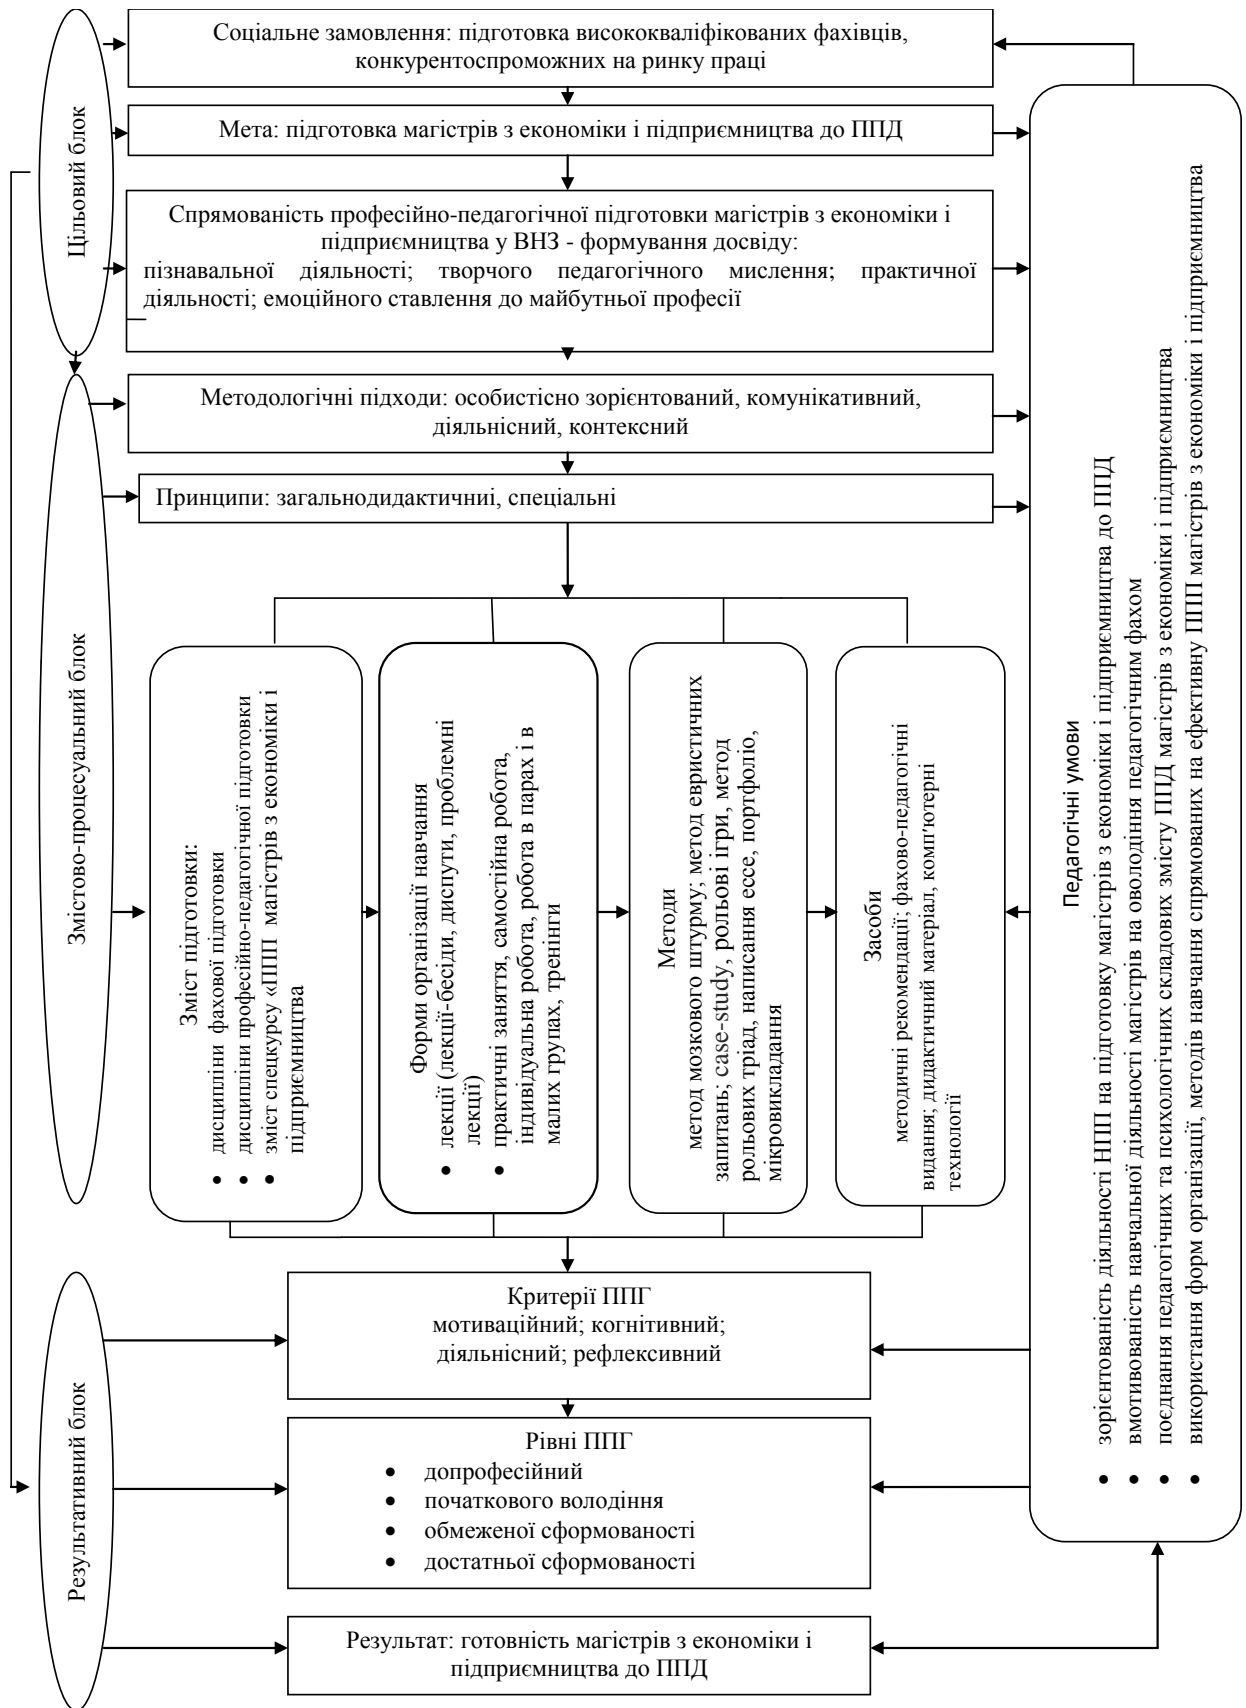 Соціальне замовлення: підготовка висококваліфікованих фахівців,
конкурентоспроможних на ринку праці
Цільовий блок
Мета: підготовка магістрів з економіки і підприємництва до ППД
Спрямованість професійно-педагогічної підготовки магістрів з економіки і
підприємництва у ВНЗ - формування досвіду:
пізнавальної діяльності; творчого педагогічного мислення; практичної
діяльності; емоційного ставлення до майбутньої професії
Змістово-процесуальний блок
Методологічні підходи: особистісно зорієнтований, комунікативний,
діяльнісний, контексний
Принципи: загальнодидактичниі, спеціальні
Зміст підготовки:
• дисципліни фахової підготовки
• дисципліни професійно-педагогічної підготовки
• зміст спецкурсу «ППП магістрів з економіки і
підприємництва
Форми організації навчання
• лекції (лекції-бесіди, диспути, проблемні
лекції)
• практичні заняття, самостійна робота,
індивідуальна робота, робота в парах і в
малих групах, тренінги
Методи
метод мозкового штурму; метод евристичних
запитань; case-study, рольові ігри, метод
рольових тріад, написання ессе, портфоліо,
мікровикладання
Засоби
методичні рекомендації; фахово-педагогічні
видання; дидактичний матеріал, комп'ютерні
технології
Педагогічні умови
• зорієнтованість діяльності НПП на підготовку магістрів з економіки і підприємництва до ППД
• вмотивованість навчальної діяльності магістрів на оволодіння педагогічним фахом
• поєднання педагогічних та психологічних складових змісту ППД магістрів з економіки і підприємництва
• використання форм організації, методів навчання спрямованих на ефективну ППП магістрів з економіки і підприємництва
Результативний блок
Критерії ППГ
мотиваційний; когнітивний;
діяльнісний; рефлексивний
Рівні ППГ
• допрофесійний
• початкового володіння
• обмеженої сформованості
• достатньої сформованості
Результат: готовність магістрів з економіки і
підприємництва до ППД